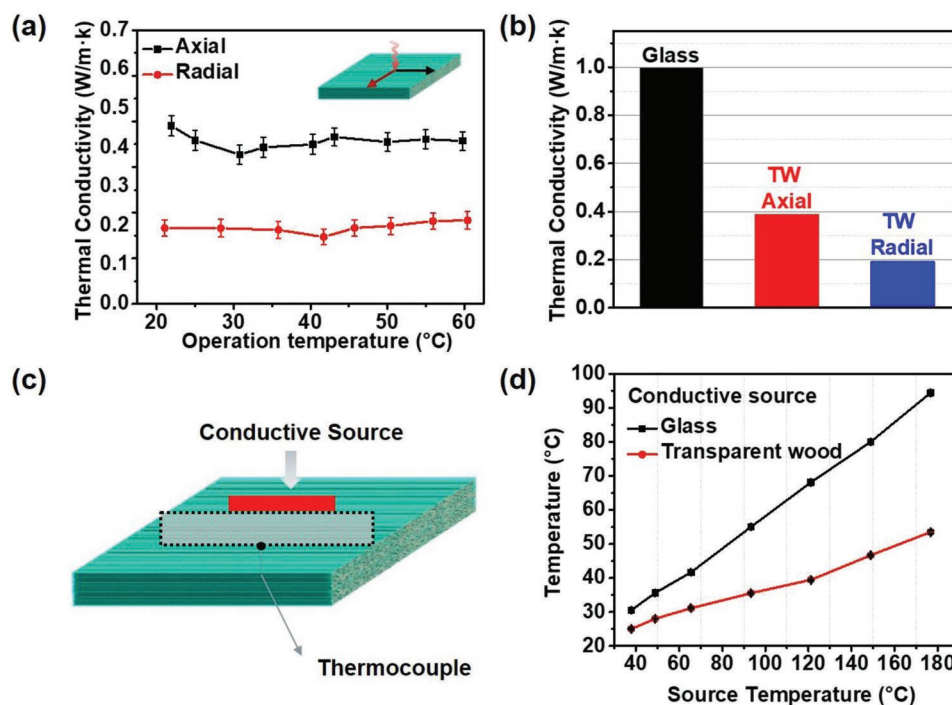 (a)
Thermal Conductivity (W/m·k)
0.7
0.6
0.5
0.4
0.3
0.2
0.1
0.0
Axial
Radial
20 30 40 50 60
Operation temperature (°C)
(b)
Thermal Conductivity (W/m·k)
1.0
0.8
0.6
0.4
0.2
0.0
Glass
TW
Axial
TW
Radial
(c)
Conductive Source
Thermocouple
(d)
Temperature (°C)
100
90
80
70
60
50
40
30
20
Conductive source
Glass
Transparent wood
40 60 80 100 120 140 160 180
Source Temperature (°C)